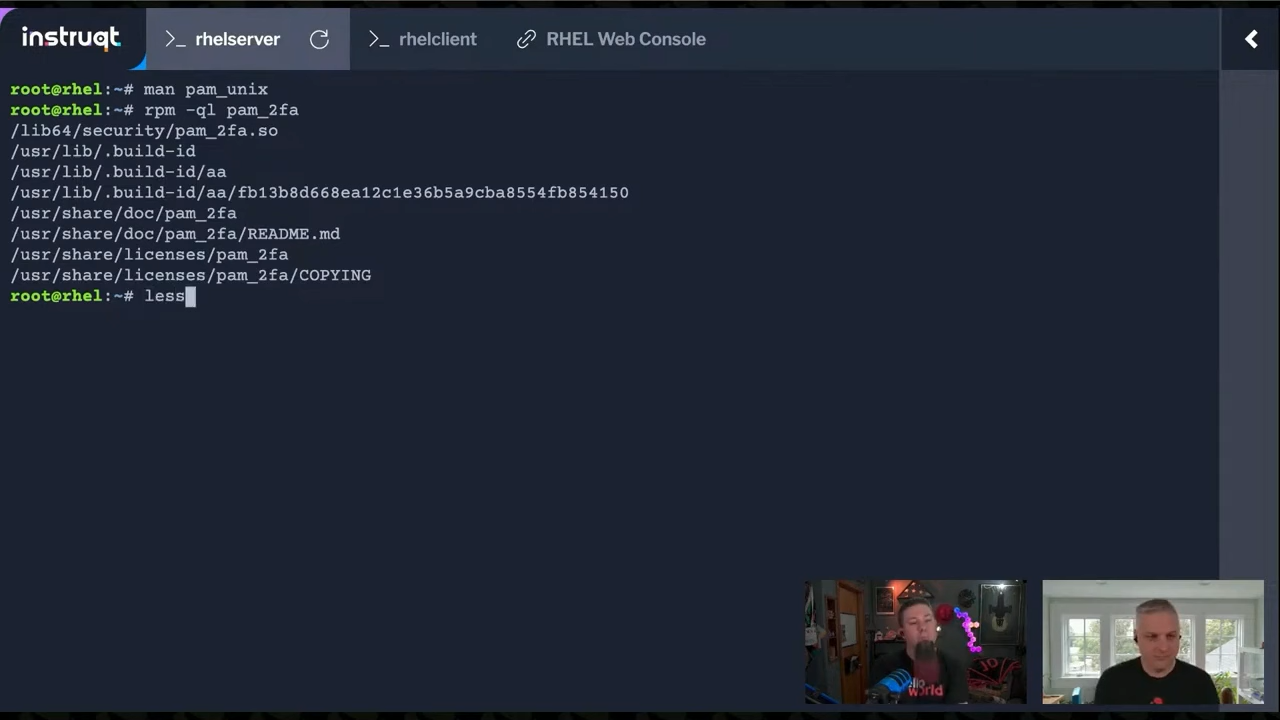 instruqt
>_ rhelserver
>_ rhelclient
RHEL Web Console
root@rhel:~# man pam_unix
root@rhel:~# rpm -ql pam_2fa
/lib64/security/pam_2fa.so
/usr/lib/.build-id
/usr/lib/.build-id/aa
/usr/lib/.build-id/aa/fb13b8d668ea12c1e36b5a9cba8554fb854150
/usr/share/doc/pam_2fa
/usr/share/doc/pam_2fa/README.md
/usr/share/licenses/pam_2fa
/usr/share/licenses/pam_2fa/COPYING
root@rhel:~# less
world